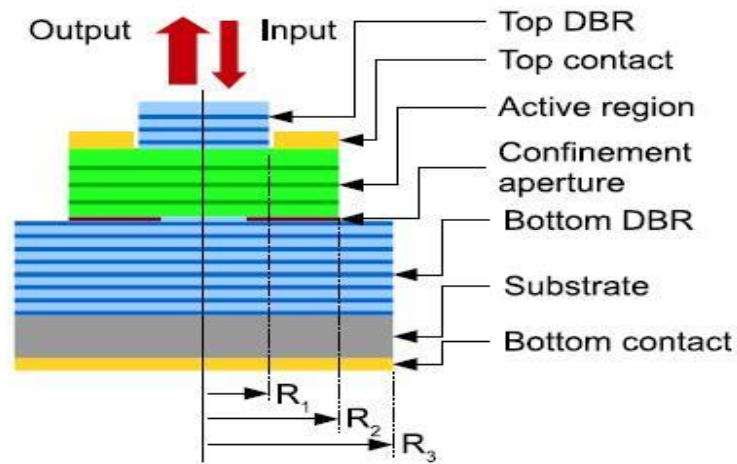 Output Input
Top DBR
Top contact
Active region
Confinement
aperture
Bottom DBR
Substrate
Bottom contact
R1
R2
R3